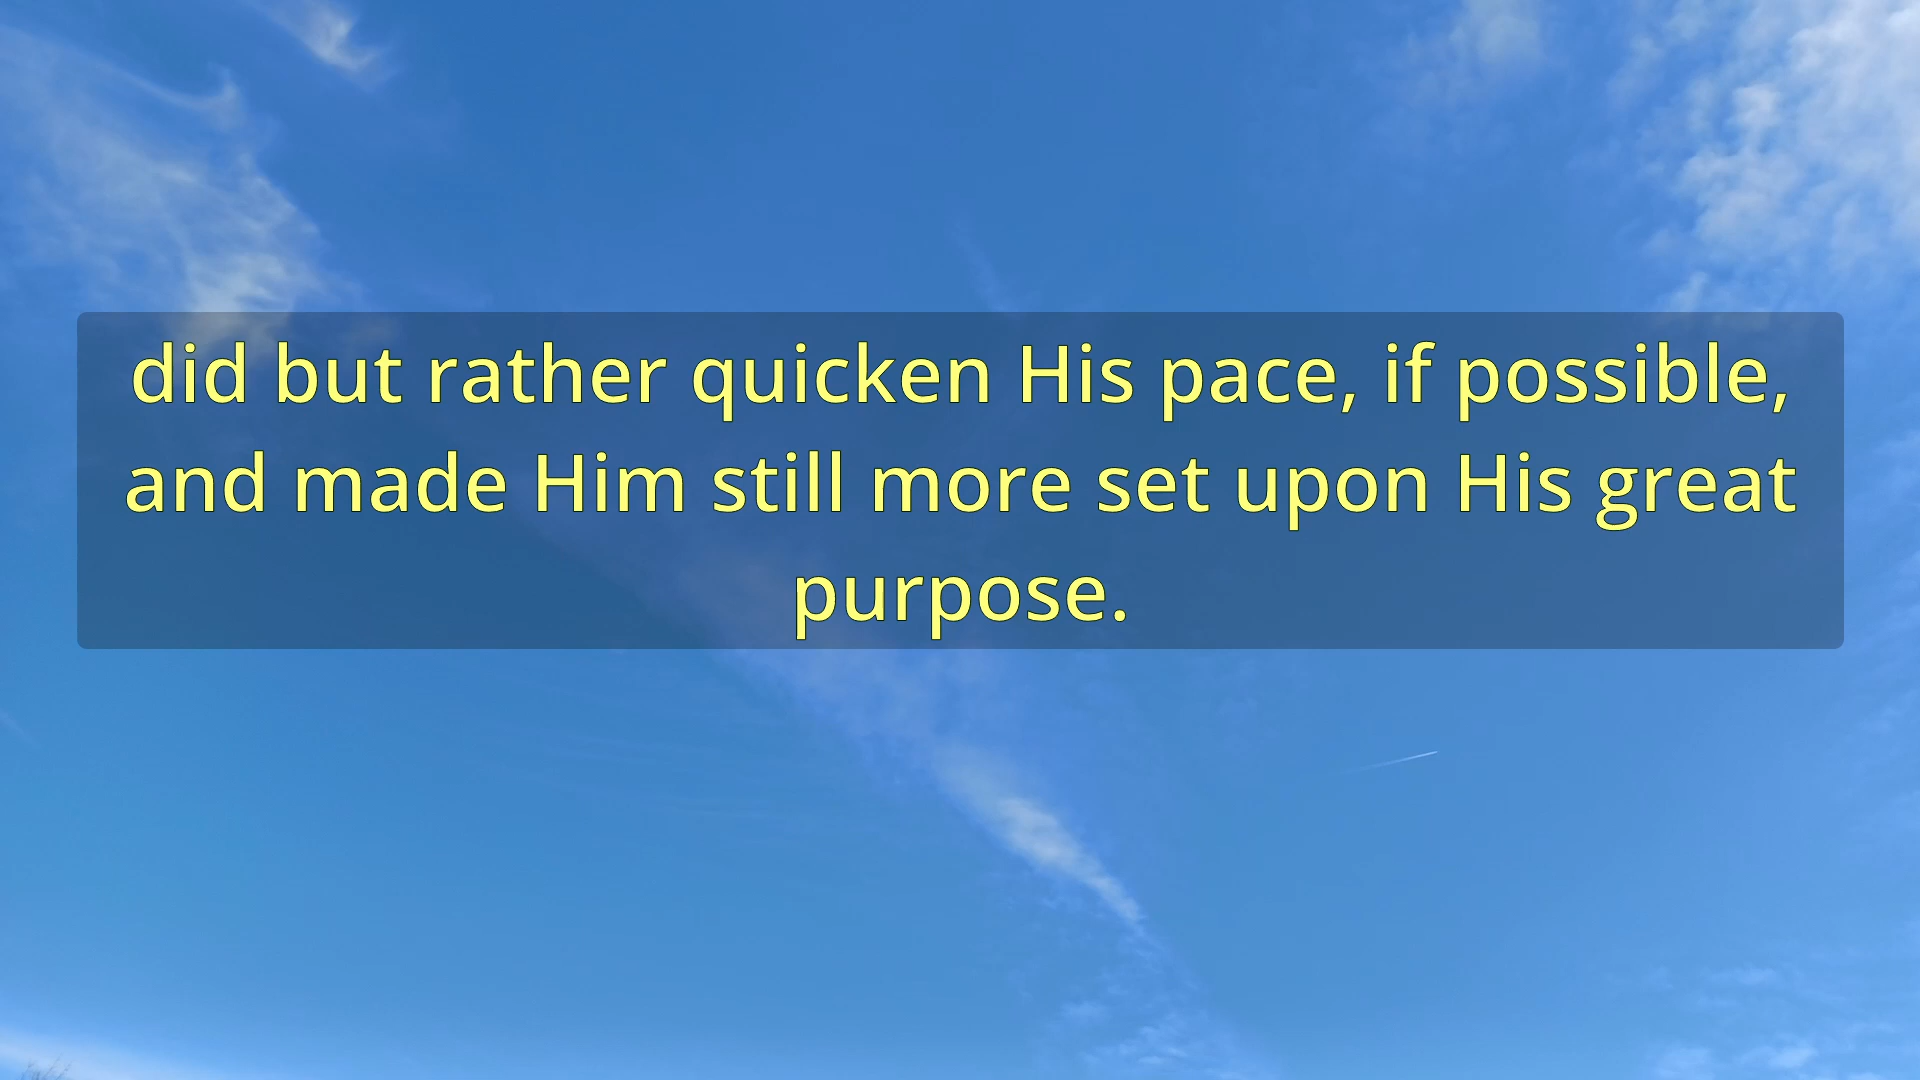 did but rather quicken His pace, if possible,
and made Him still more set upon His great
purpose.